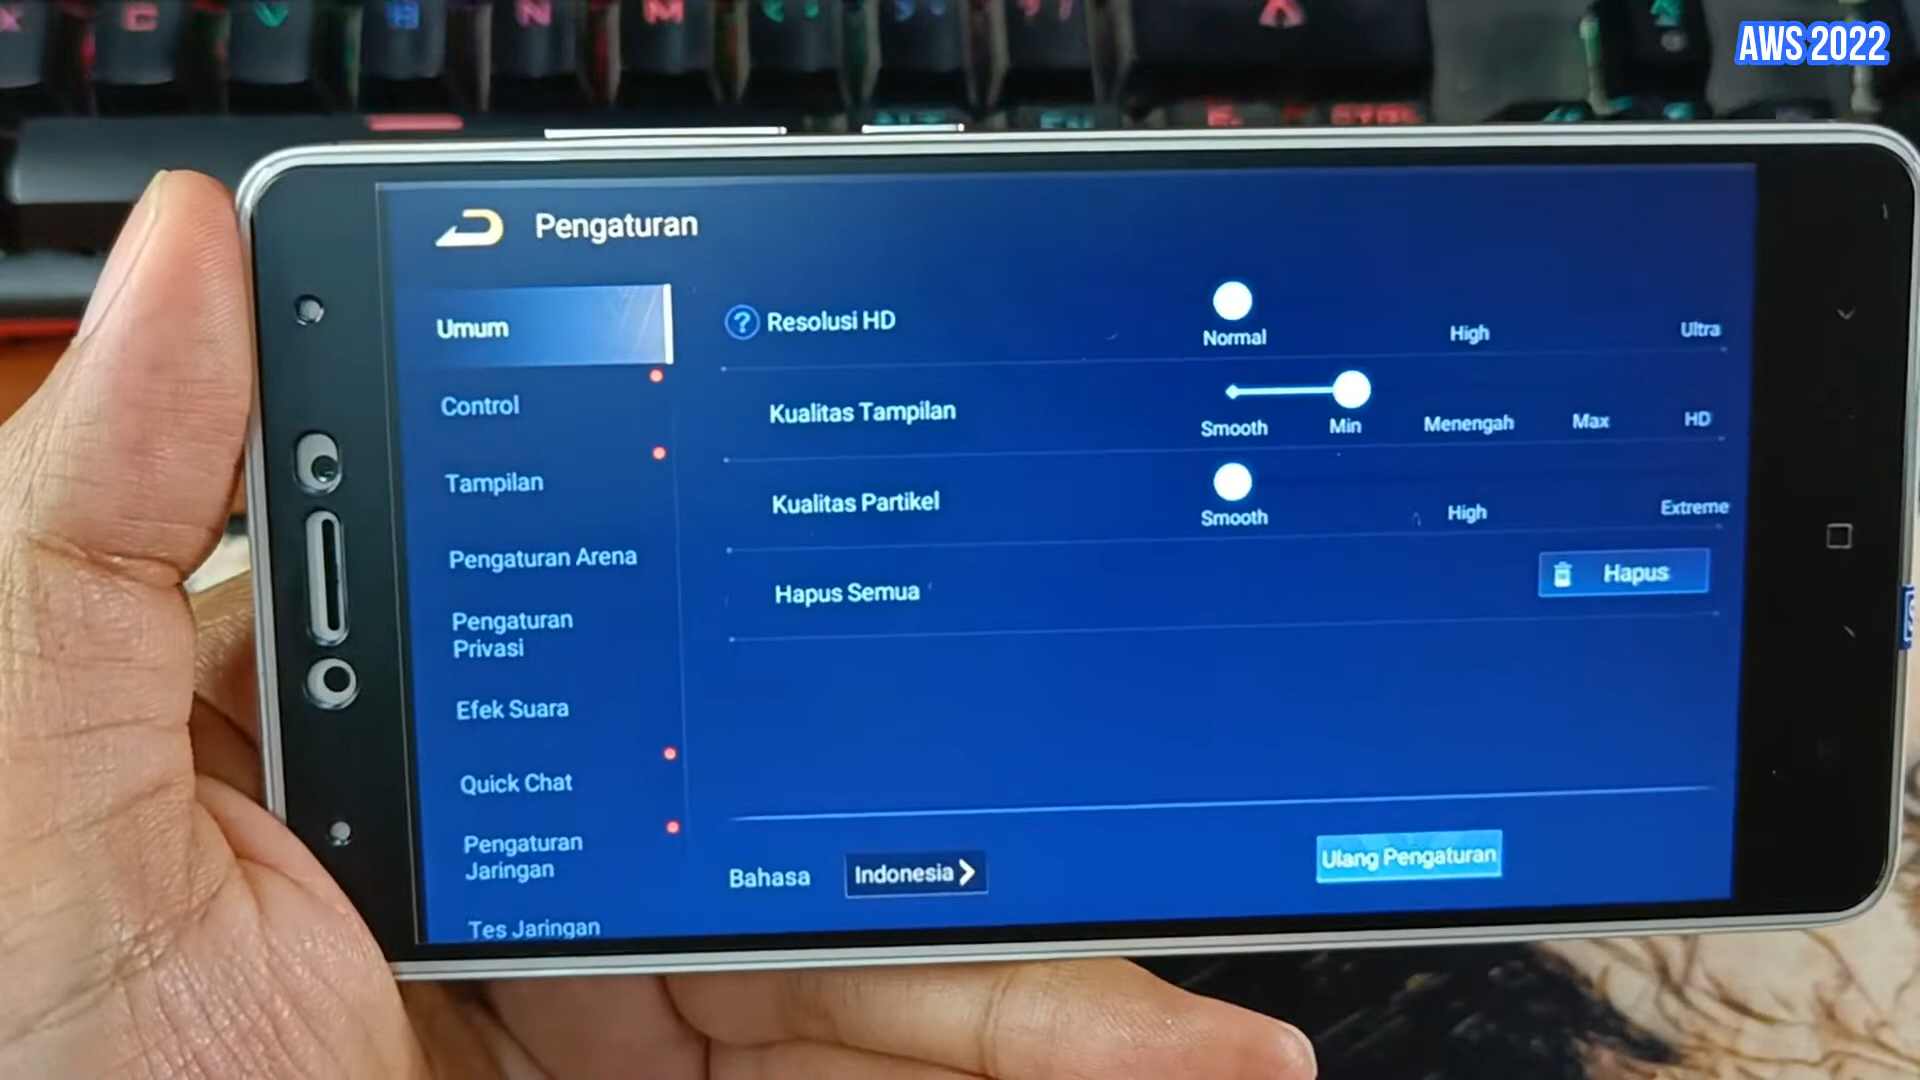 X C V B N M
AWS 2022
Pengaturan
Umum
Control
Tampilan
Pengaturan Arena
Pengaturan
Privasi
Efek Suara
Quick Chat
Pengaturan
Jaringan
Tes Jaringan
? Resolusi HD
Normal High Ultra
Kualitas Tampilan
Smooth Min Menengah Max HD
Kualitas Partikel
Smooth High Extreme
Hapus Semua
Hapus
Bahasa
Indonesia
Ulang Pengaturan